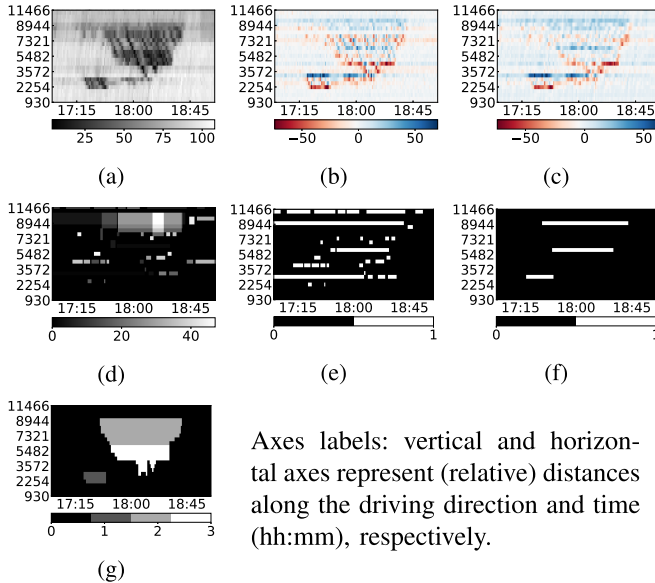 11466
8944
7321
5482
3572
2254
930
17:15 18:00 18:45
25 50 75 100
(a)
11466
8944
7321
5482
3572
2254
930
17:15 18:00 18:45
−50 0 50
(b)
11466
8944
7321
5482
3572
2254
930
17:15 18:00 18:45
−50 0 50
(c)
11466
8944
7321
5482
3572
2254
930
17:15 18:00 18:45
0 20 40
(d)
11466
8944
7321
5482
3572
2254
930
17:15 18:00 18:45
0 1
(e)
11466
8944
7321
5482
3572
2254
930
17:15 18:00 18:45
0 1
(f)
11466
8944
7321
5482
3572
2254
930
17:15 18:00 18:45
0 1 2 3
(g)
Axes labels: vertical and horizon-
tal axes represent (relative) distances
along the driving direction and time
(hh:mm), respectively.